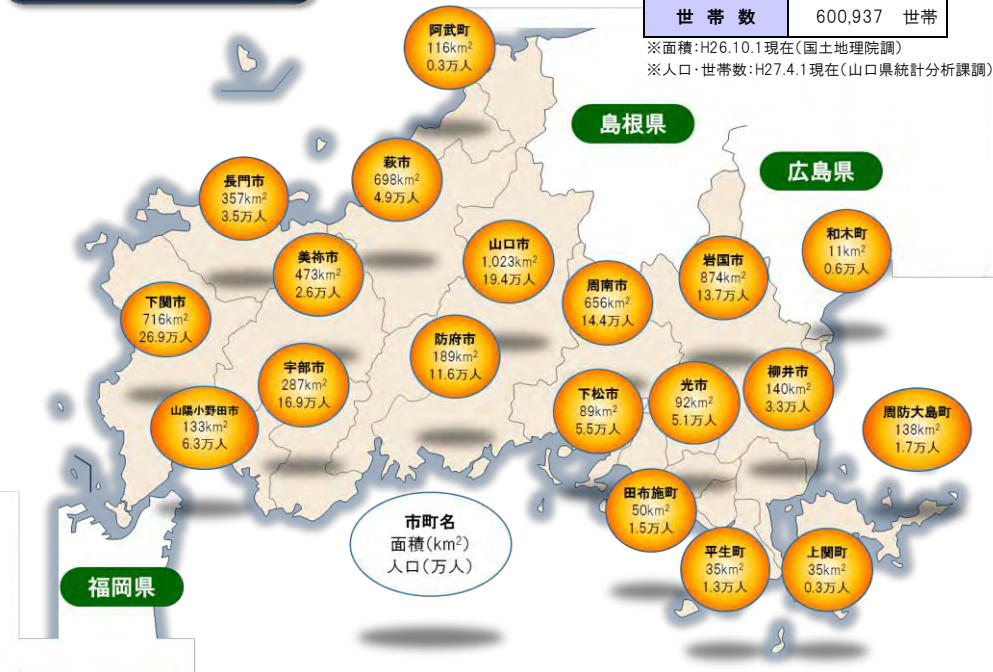 世帯数 600,937 世帯
※面積:H26.10.1現在(国土地理院調)
※人口・世帯数:H27.4.1現在(山口県統計分析課調)
阿武町
116km²
0.3万人
島根県
広島県
萩市
698km²
4.9万人
長門市
357km²
3.5万人
山口市
1,023km²
19.4万人
和木町
11km²
0.6万人
美祢市
473km²
2.6万人
岩国市
874km²
13.7万人
周南市
656km²
14.4万人
下関市
716km²
26.9万人
防府市
189km²
11.6万人
宇部市
287km²
16.9万人
柳井市
140km²
3.3万人
下松市
89km²
5.5万人
光市
92km²
5.1万人
山陽小野田市
133km²
6.3万人
周防大島町
138km²
1.7万人
田布施町
50km²
1.5万人
市町名
面積(km²)
人口(万人)
平生町
35km²
1.3万人
上関町
35km²
0.3万人
福岡県